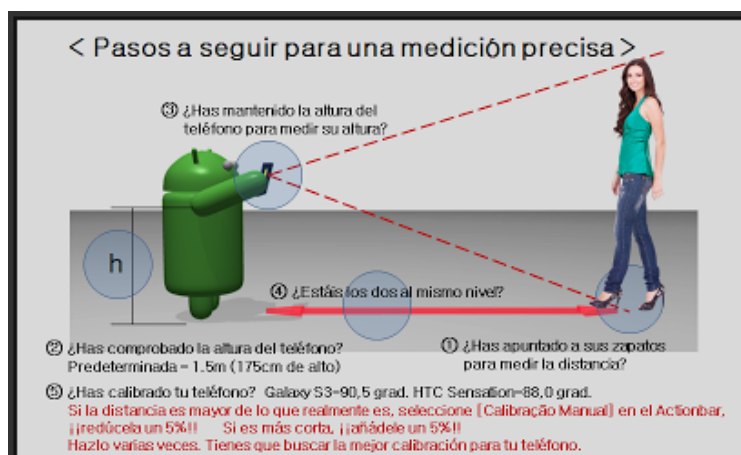 < Pasos a seguir para una medición precisa >
③ ¿Has mantenido la altura del
teléfono para medir su altura?
h
④ ¿Estáis los dos al mismo nivel?
② ¿Has comprobado la altura del teléfono?
Predeterminada = 1.5m (175cm de alto)
① ¿Has apuntado a sus zapatos
para medir la distancia?
⑤ ¿Has calibrado tu teléfono? Galaxy S3=90,5 grad. HTC Sensation=88,0 grad.
Si la distancia es mayor de lo que realmente es, seleccione [Calibração Manual] en el Actionbar,
¡¡redúcela un 5%!! Si es más corta, ¡¡añádele un 5%!!
Hazlo varias veces. Tienes que buscar la mejor calibración para tu teléfono.